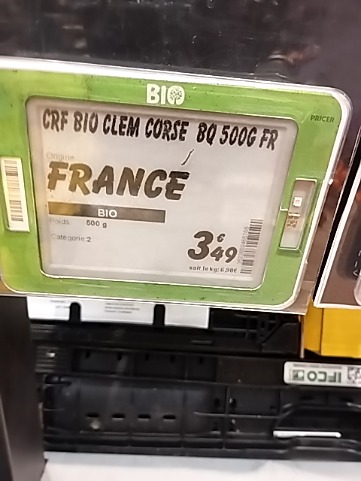 BIO
PRICER
CRF BIO CLEM CORSE BQ 500G FR
Origine
FRANCE
BIO
Poids 500 g
Catégorie 2
3€49
soit le kg: 6,98€
IFCO